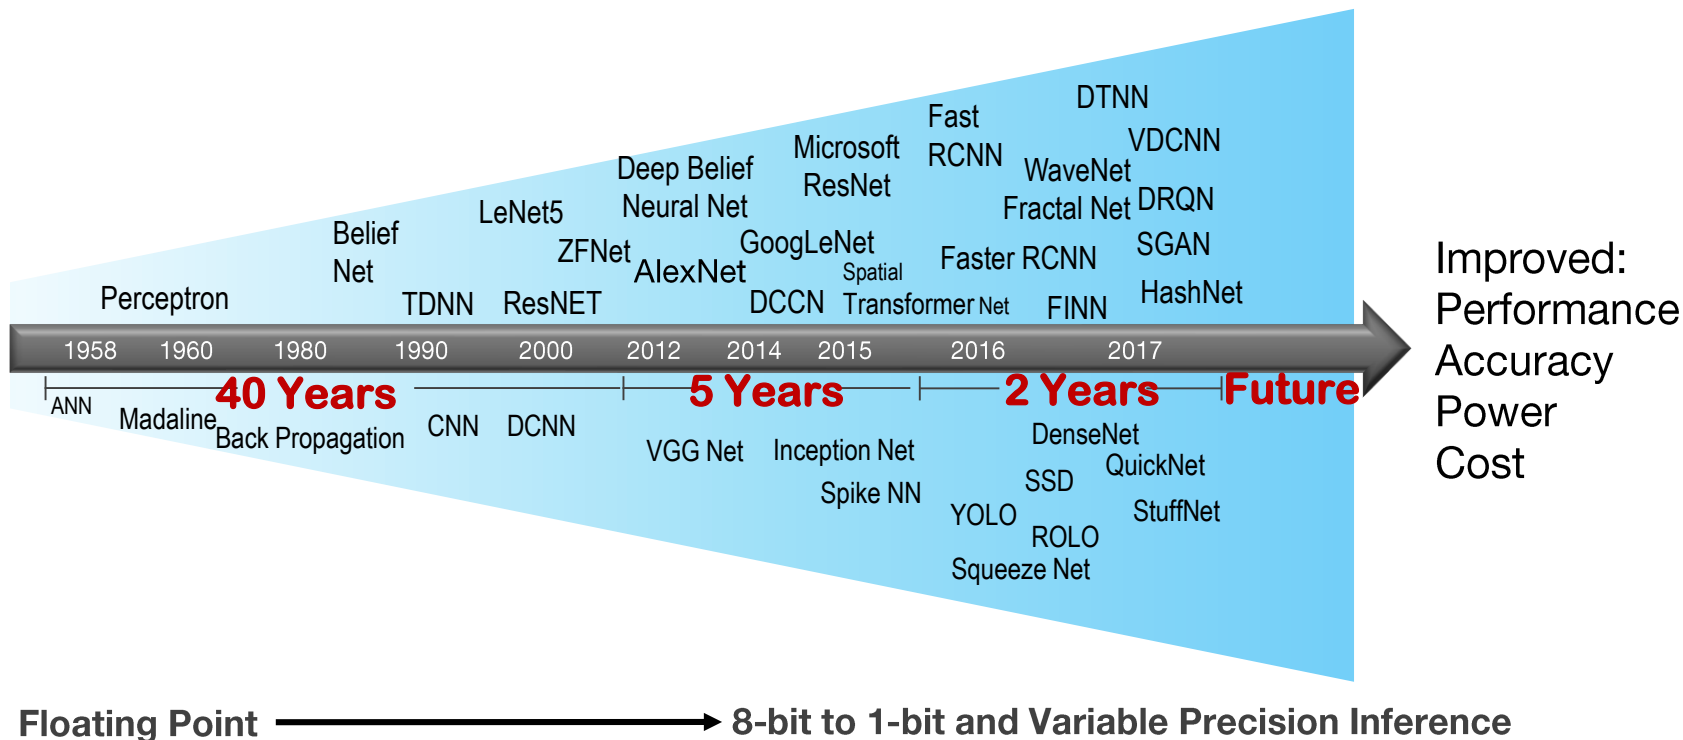 DTNN
Fast
RCNN
VDCNN
Microsoft
ResNet
Deep Belief
Neural Net
WaveNet
DRQN
Fractal Net
LeNet5
Belief
Net
ZFNet
GoogLeNet
SGAN
AlexNet
Faster RCNN
Spatial
Transformer Net
HashNet
Perceptron
TDNN
ResNET
DCCN
FINN
1958 1960 1980 1990 2000 2012 2014 2015 2016 2017
40 Years 5 Years 2 Years Future
ANN
Madaline
Back Propagation
CNN
DCNN
VGG Net
Inception Net
Spike NN
DenseNet
QuickNet
SSD
YOLO
StuffNet
ROLO
Squeeze Net
Improved:
Performance
Accuracy
Power
Cost
Floating Point
8-bit to 1-bit and Variable Precision Inference